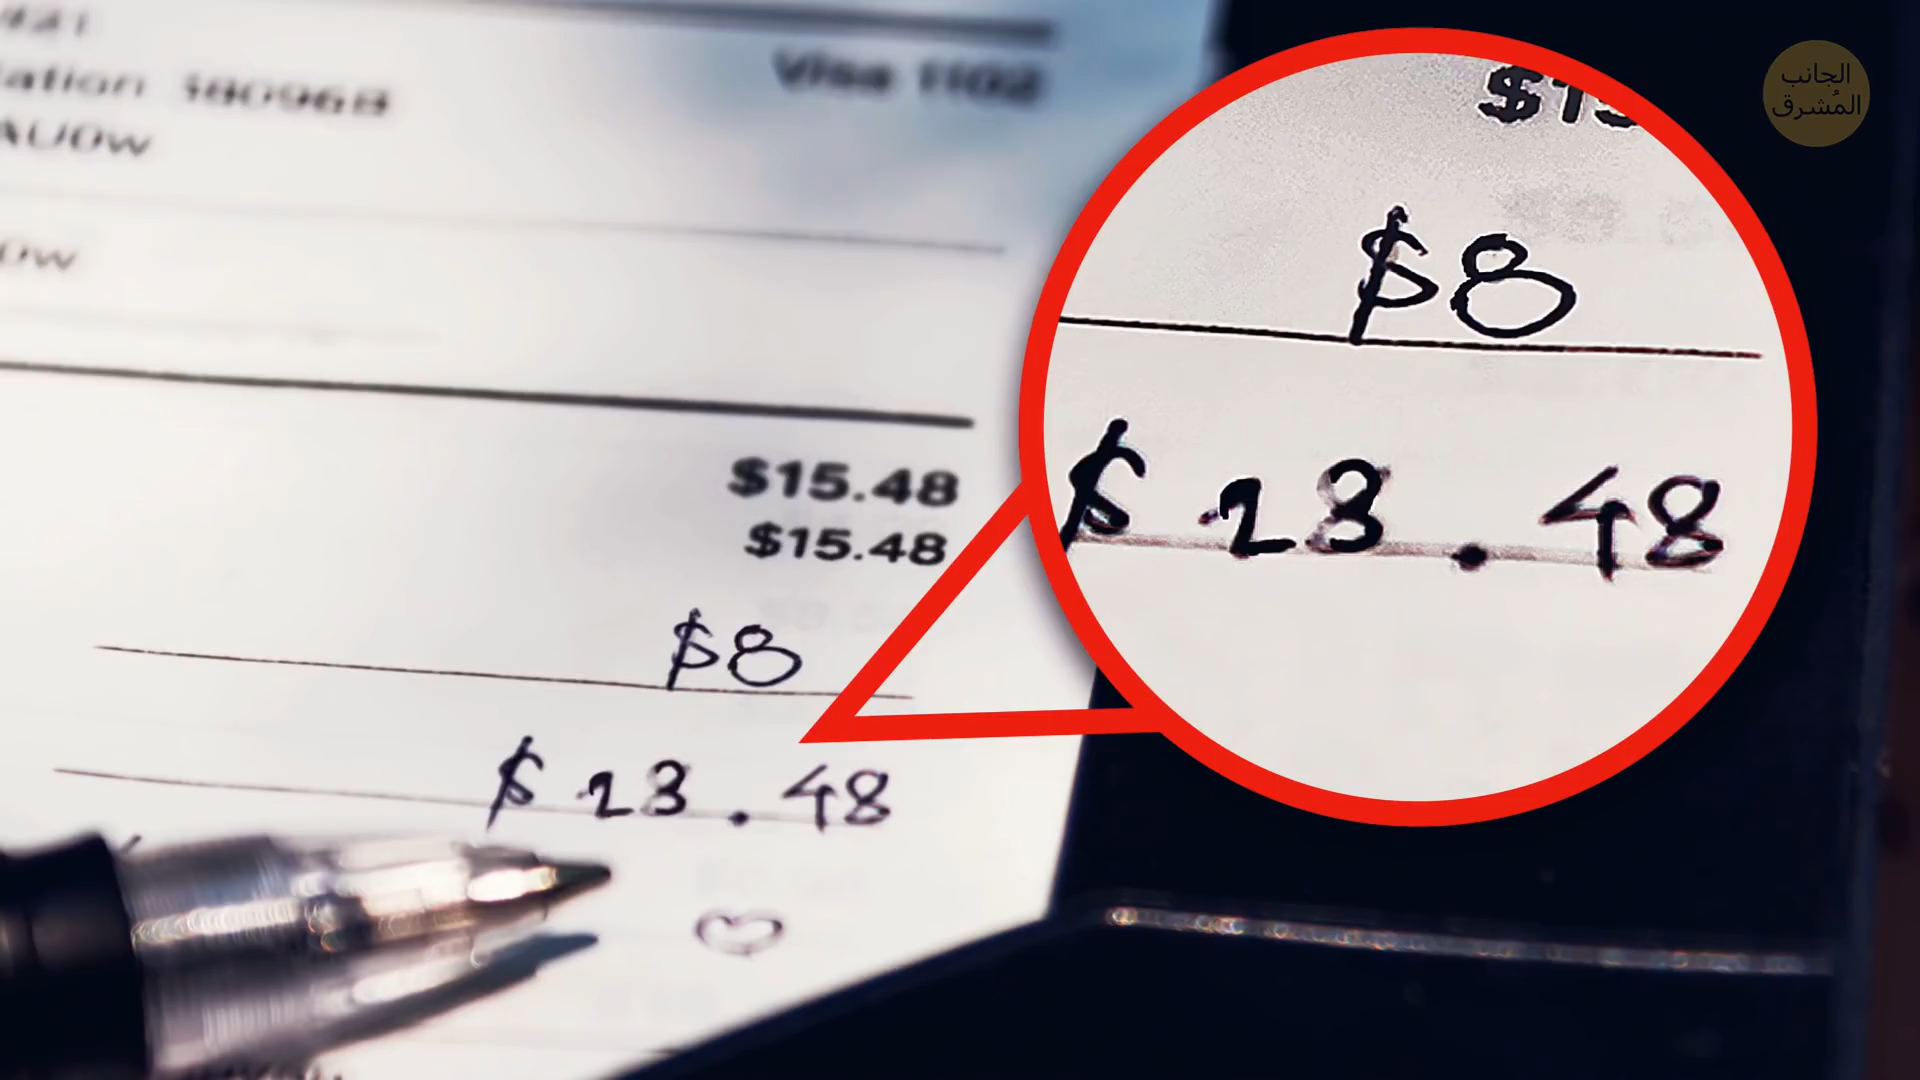 Visa 1102
$15.48
$15.48
$8
$ 23 . 48
$8
$ 23 . 48
الجانب
المُشرق